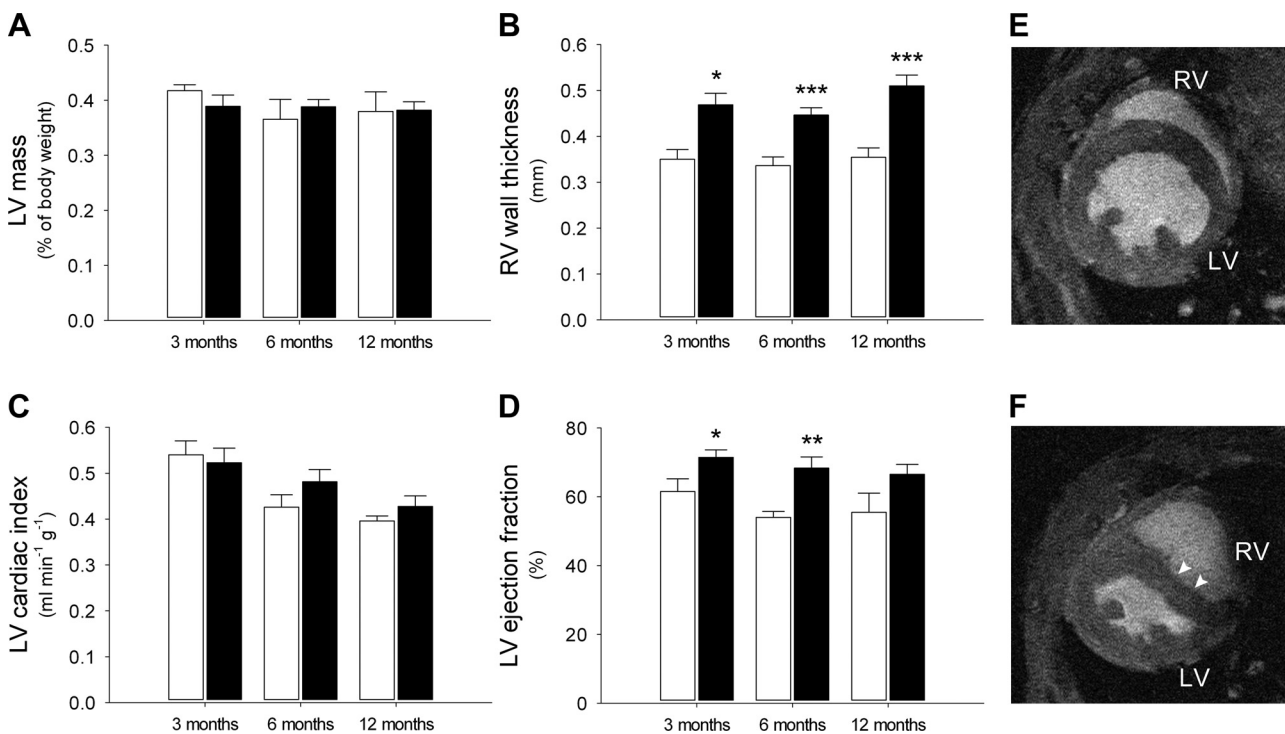 A
LV mass
(% of body weight)
0.5
0.4
0.3
0.2
0.1
0.0
3 months 6 months 12 months
B
RV wall thickness
(mm)
0.6
0.5
0.4
0.3
0.2
0.1
0.0
* *** ***
3 months 6 months 12 months
E
RV
LV
C
LV cardiac index
(ml min⁻¹ g⁻¹)
0.6
0.5
0.4
0.3
0.2
0.1
0.0
3 months 6 months 12 months
D
LV ejection fraction
(%)
80
60
40
20
0
* **
3 months 6 months 12 months
F
RV
LV